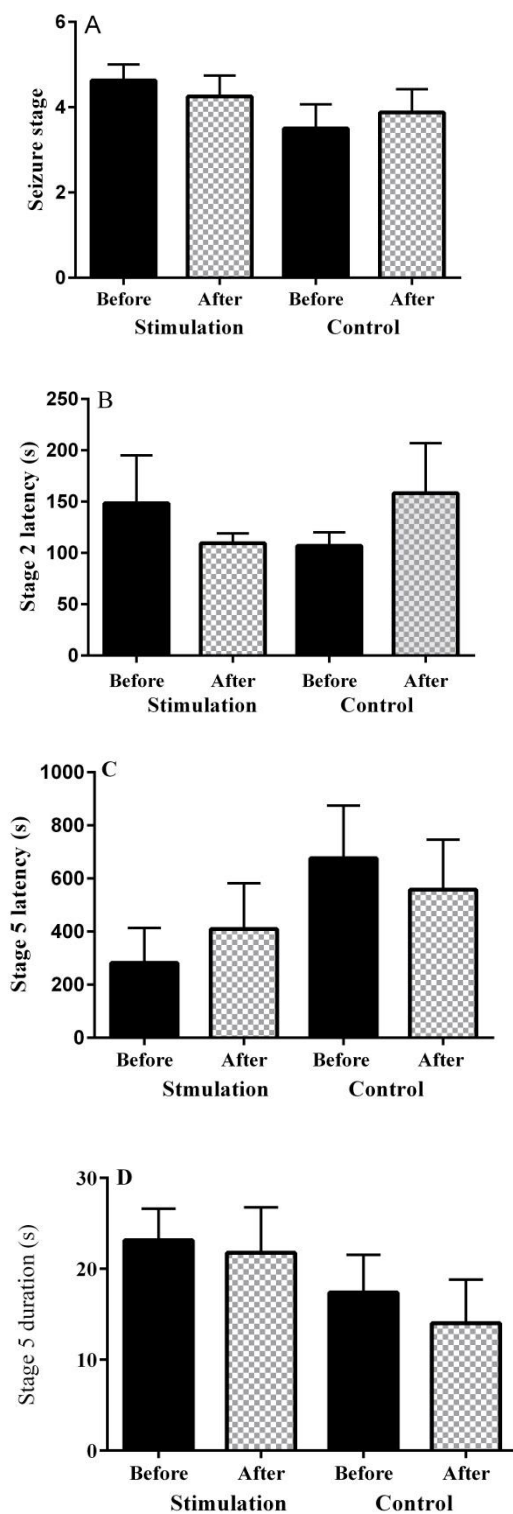 A
Seizure stage
6
4
2
0
Before After Before After
Stimulation Control
B
Stage 2 latency (s)
250
200
150
100
50
0
Before After Before After
Stimulation Control
C
Stage 5 latency (s)
1000
800
600
400
200
0
Before After Before After
Stmulation Control
D
Stage 5 duration (s)
30
20
10
0
Before After Before After
Stimulation Control